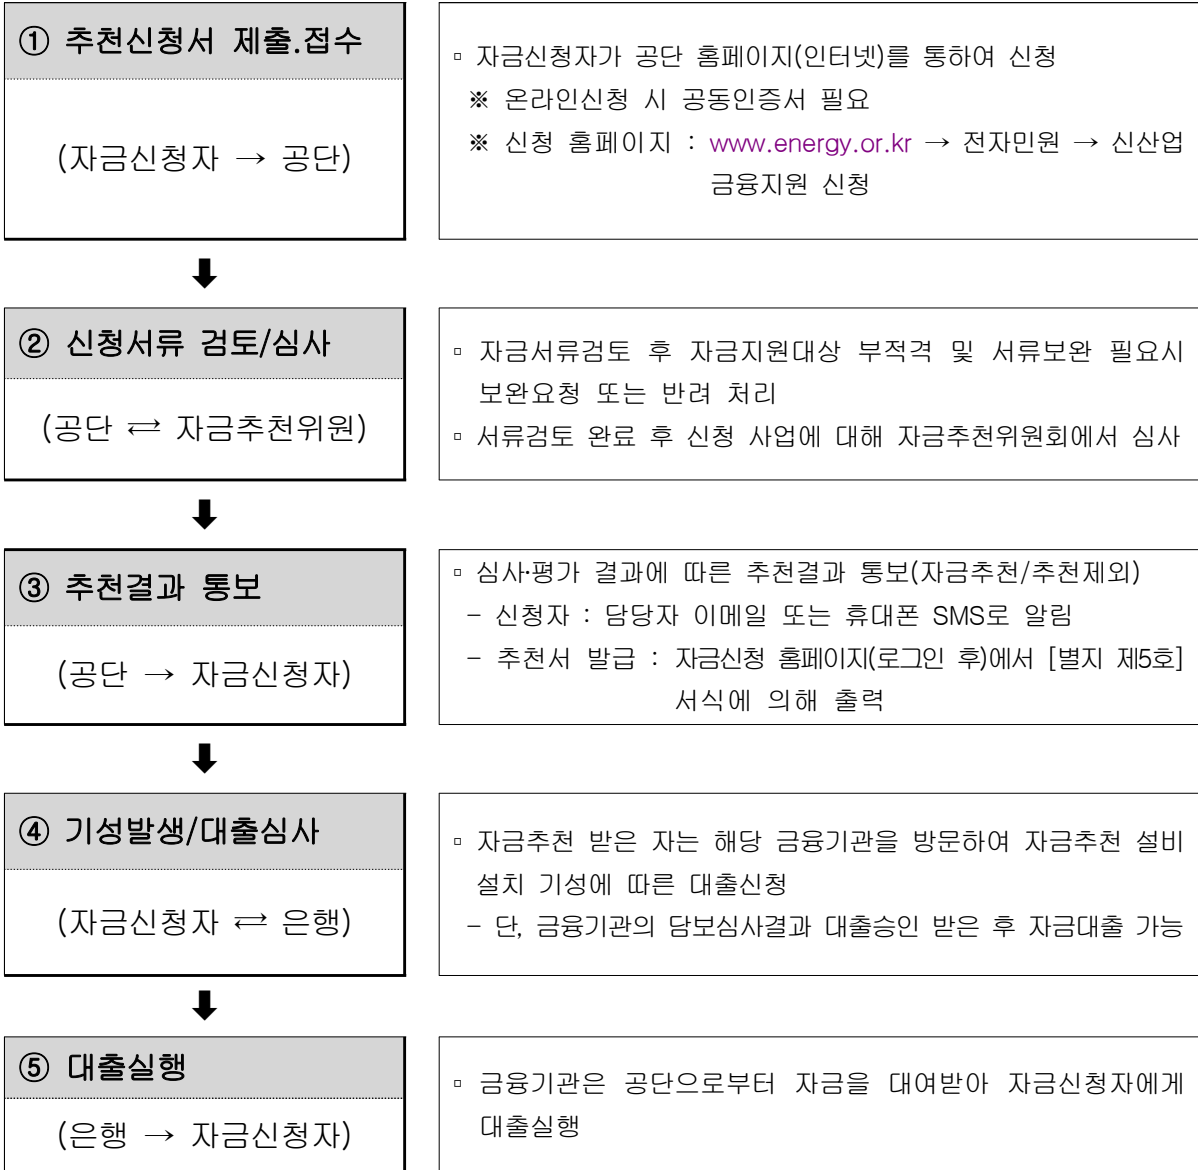 ① 추천신청서 제출.접수
(자금신청자 → 공단)
▫ 자금신청자가 공단 홈페이지(인터넷)를 통하여 신청
※ 온라인신청 시 공동인증서 필요
※ 신청 홈페이지 : www.energy.or.kr → 전자민원 → 신산업
금융지원 신청
② 신청서류 검토/심사
(공단 ⇄ 자금추천위원)
▫ 자금서류검토 후 자금지원대상 부적격 및 서류보완 필요시
보완요청 또는 반려 처리
▫ 서류검토 완료 후 신청 사업에 대해 자금추천위원회에서 심사
③ 추천결과 통보
(공단 → 자금신청자)
▫ 심사·평가 결과에 따른 추천결과 통보(자금추천/추천제외)
- 신청자 : 담당자 이메일 또는 휴대폰 SMS로 알림
- 추천서 발급 : 자금신청 홈페이지(로그인 후)에서 [별지 제5호]
서식에 의해 출력
④ 기성발생/대출심사
(자금신청자 ⇄ 은행)
▫ 자금추천 받은 자는 해당 금융기관을 방문하여 자금추천 설비
설치 기성에 따른 대출신청
- 단, 금융기관의 담보심사결과 대출승인 받은 후 자금대출 가능
⑤ 대출실행
(은행 → 자금신청자)
▫ 금융기관은 공단으로부터 자금을 대여받아 자금신청자에게
대출실행